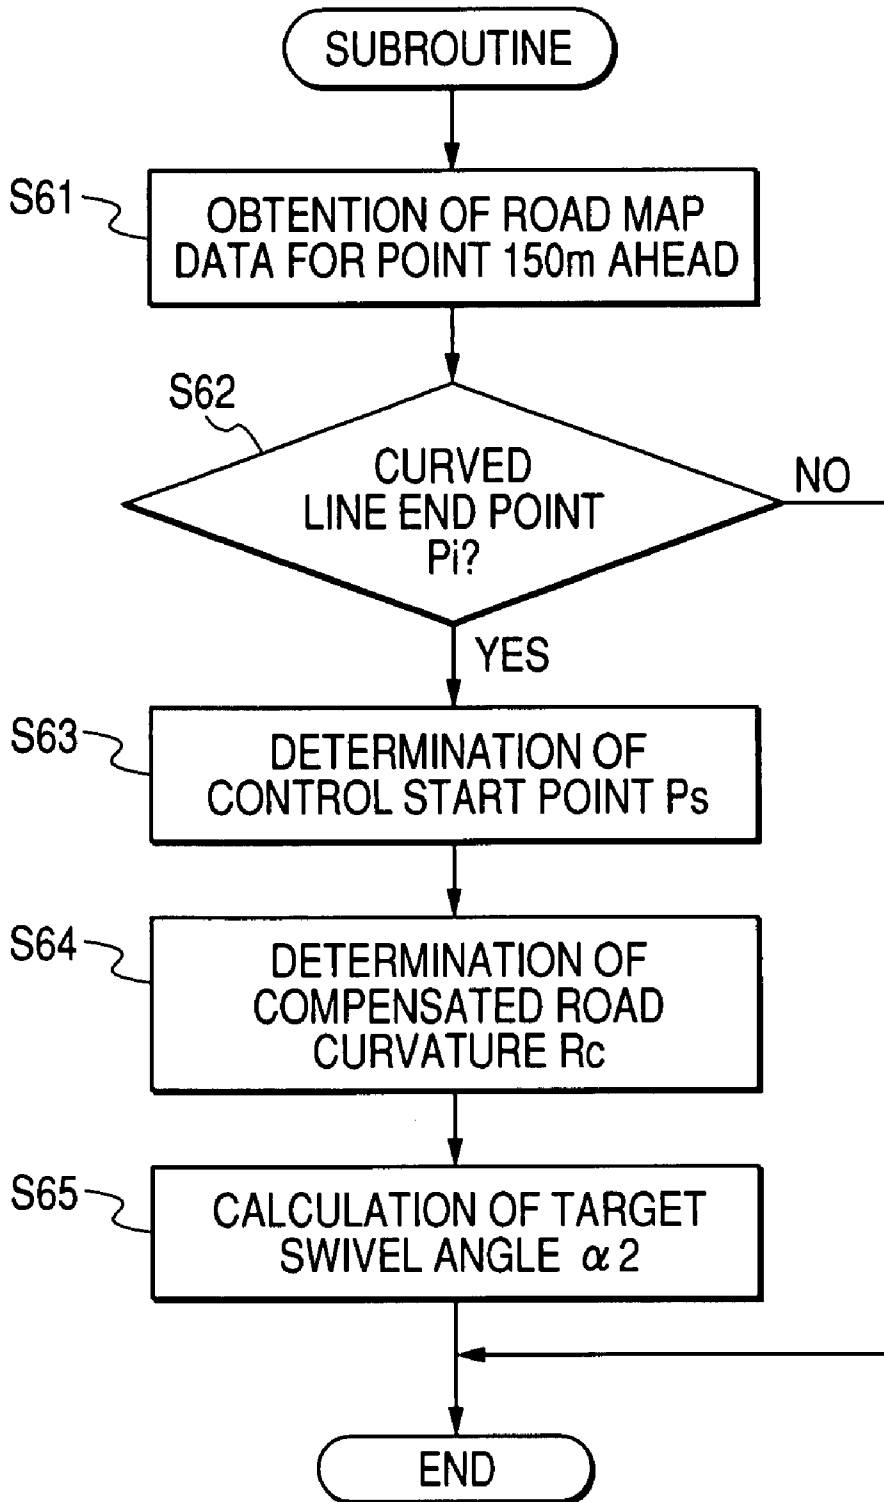 SUBROUTINE
S61
OBTENTION OF ROAD MAP
DATA FOR POINT 150m AHEAD
S62
CURVED
LINE END POINT
Pi?
NO
YES
S63
DETERMINATION OF
CONTROL START POINT Ps
S64
DETERMINATION OF
COMPENSATED ROAD
CURVATURE Rc
S65
CALCULATION OF TARGET
SWIVEL ANGLE α2
END